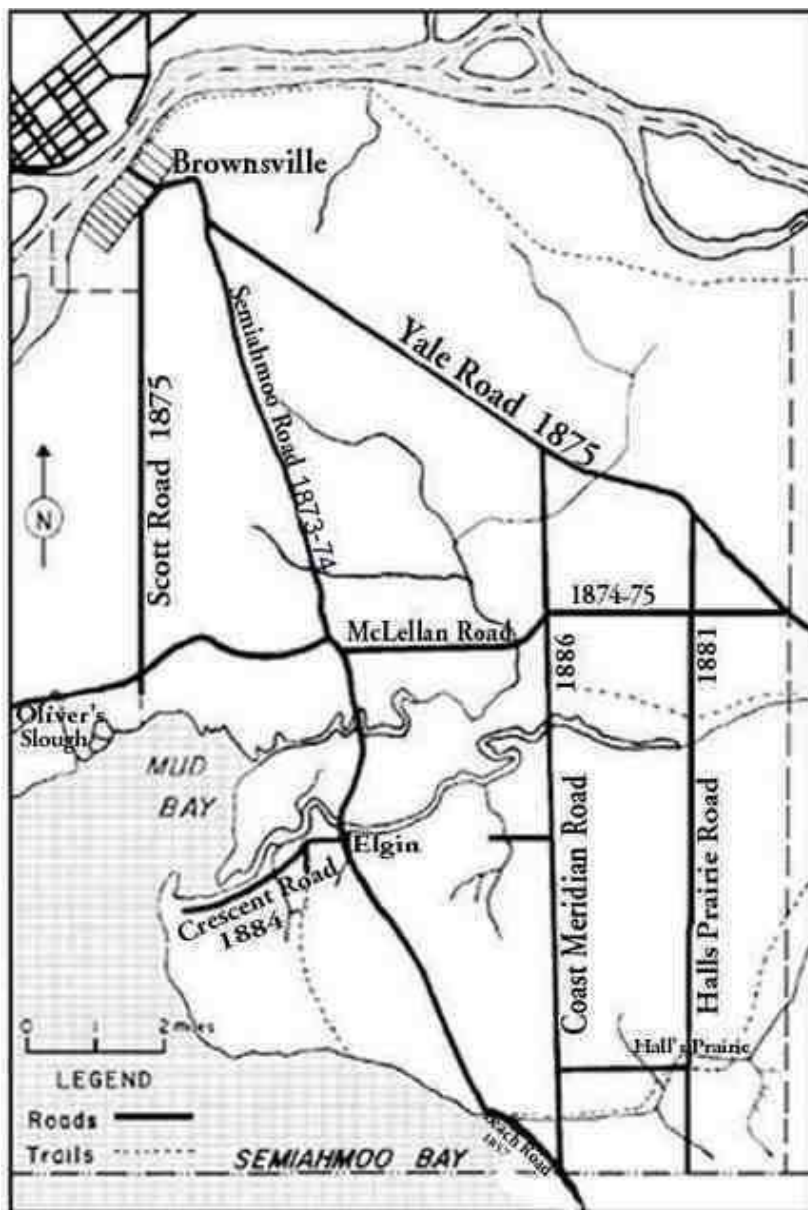 Brownsville
Semiahmoo Road 1873-74
Yale Road 1875
Scott Road 1875
N
1874-75
McLellan Road
1886
1881
Oliver's
Slough
MUD
BAY
Elgin
Crescent Road
1884
Coast Meridian Road
Halls Prairie Road
0 1 2 miles
Hall's Prairie
LEGEND
Roads
Trails
Beach Road
SEMIAHMOO BAY